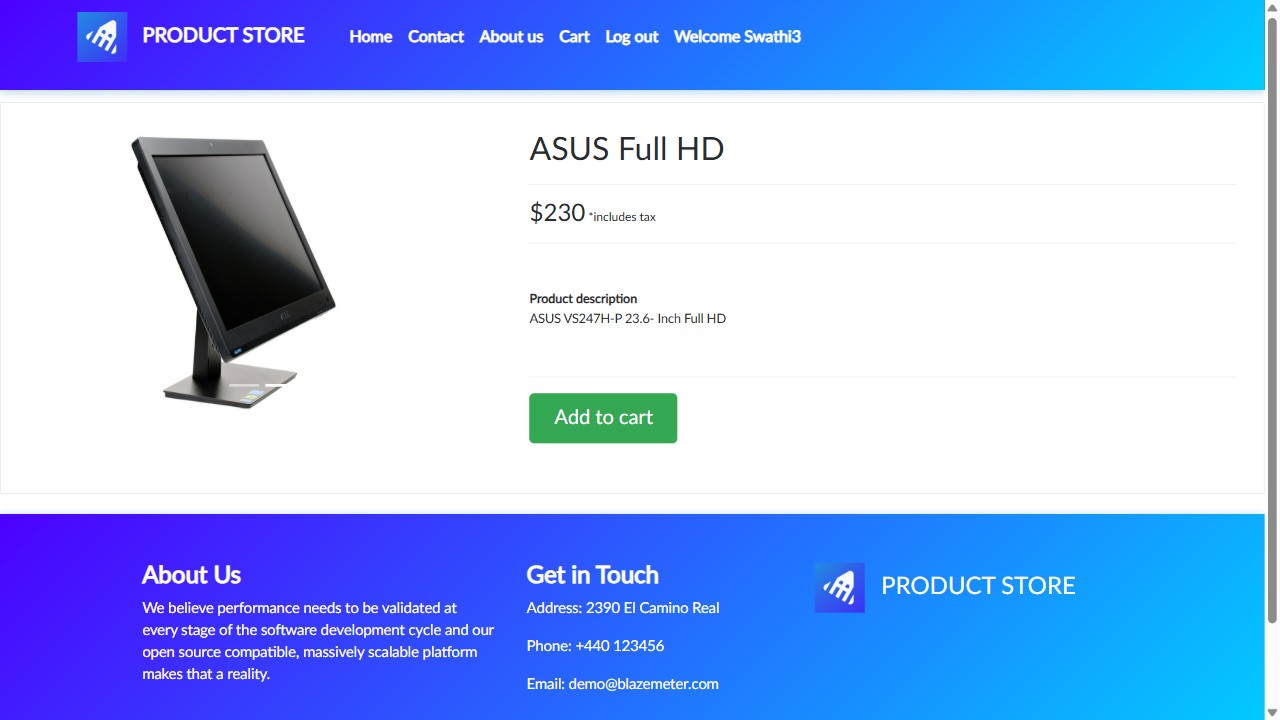 PRODUCT STORE Home Contact About us Cart Log out Welcome Swathi3
ASUS Full HD
$230 *includes tax
Product description
ASUS VS247H-P 23.6- Inch Full HD
Add to cart
About Us
We believe performance needs to be validated at
every stage of the software development cycle and our
open source compatible, massively scalable platform
makes that a reality.
Get in Touch
Address: 2390 El Camino Real
Phone: +440 123456
Email: demo@blazemeter.com
PRODUCT STORE